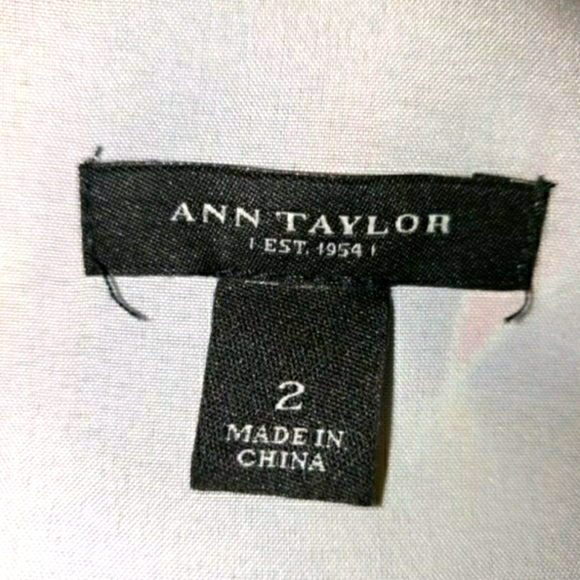 ANN TAYLOR
| EST. 1954 |
2
MADE IN
CHINA